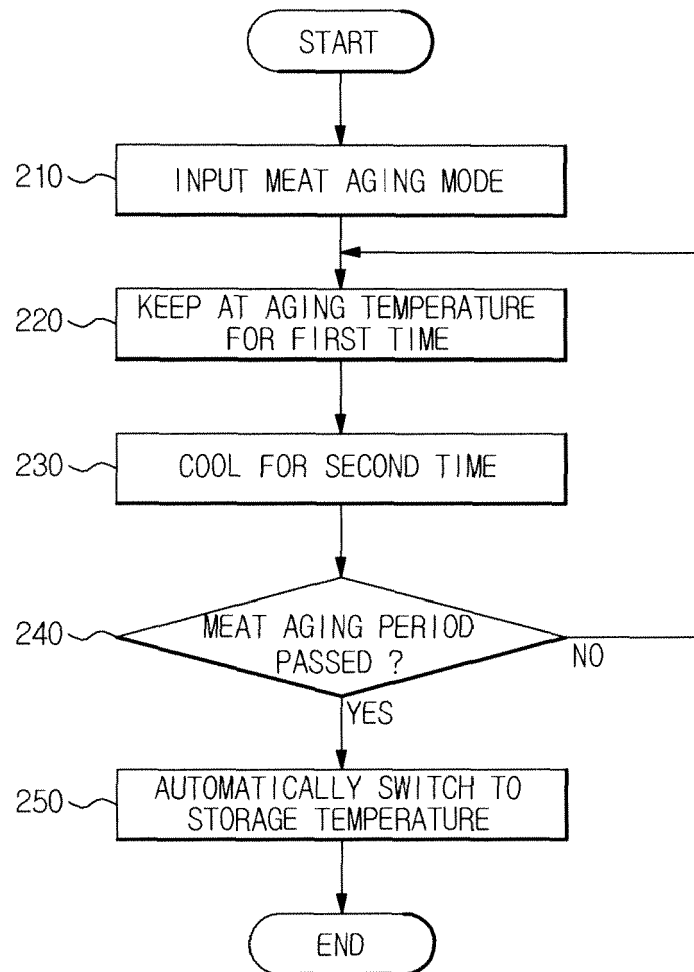 START
210
INPUT MEAT AGING MODE
220
KEEP AT AGING TEMPERATURE
FOR FIRST TIME
230
COOL FOR SECOND TIME
240
MEAT AGING PERIOD
PASSED ?
NO
YES
250
AUTOMATICALLY SWITCH TO
STORAGE TEMPERATURE
END